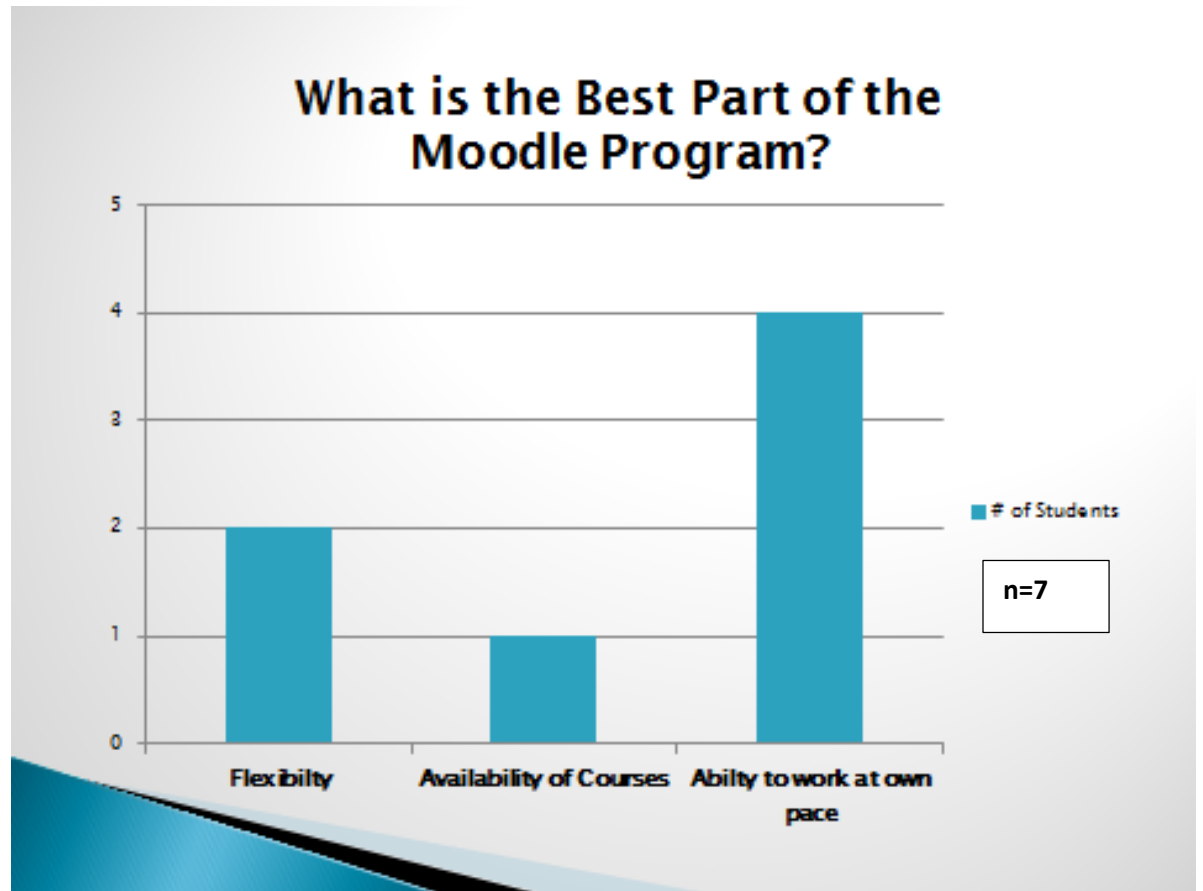 What is the Best Part of the
Moodle Program?
5
4
3
2
1
0
Flexibilty
Availability of Courses
Abilty to work at own
pace
# of Students
n=7